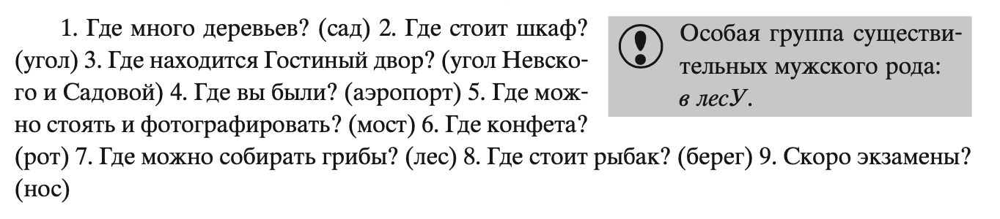 1. Где много деревьев? (сад) 2. Где стоит шкаф?
(угол) 3. Где находится Гостиный двор? (угол Невско-
го и Садовой) 4. Где вы были? (аэропорт) 5. Где мож-
но стоять и фотографировать? (мост) 6. Где конфета?
(рот) 7. Где можно собирать грибы? (лес) 8. Где стоит рыбак? (берег) 9. Скоро экзамены?
(нос)
Особая группа существи-
тельных мужского рода:
в лесУ.